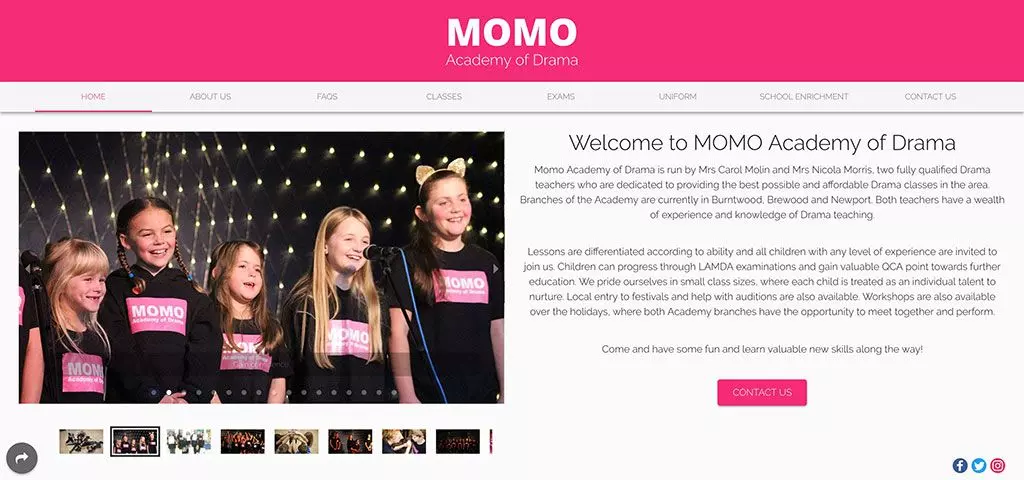 MOMO
Academy of Drama
HOME
ABOUT US
FAQS
CLASSES
EXAMS
UNIFORM
SCHOOL ENRICHMENT
CONTACT US
MOMO
Academy of Drama
MOMO
Academy of Drama
MOMO
MOMO
Academy of Drama
MOMO
Welcome to MOMO Academy of Drama
Momo Academy of Drama is run by Mrs Carol Molin and Mrs Nicola Morris, two fully qualified Drama
teachers who are dedicated to providing the best possible and affordable Drama classes in the area.
Branches of the Academy are currently in Burntwood, Brewood and Newport. Both teachers have a wealth
of experience and knowledge of Drama teaching.
Lessons are differentiated according to ability and all children with any level of experience are invited to
join us. Children can progress through LAMDA examinations and gain valuable QCA point towards further
education. We pride ourselves in small class sizes, where each child is treated as an individual talent to
nurture. Local entry to festivals and help with auditions are also available. Workshops are also available
over the holidays, where both Academy branches have the opportunity to meet together and perform.
Come and have some fun and learn valuable new skills along the way!
CONTACT US